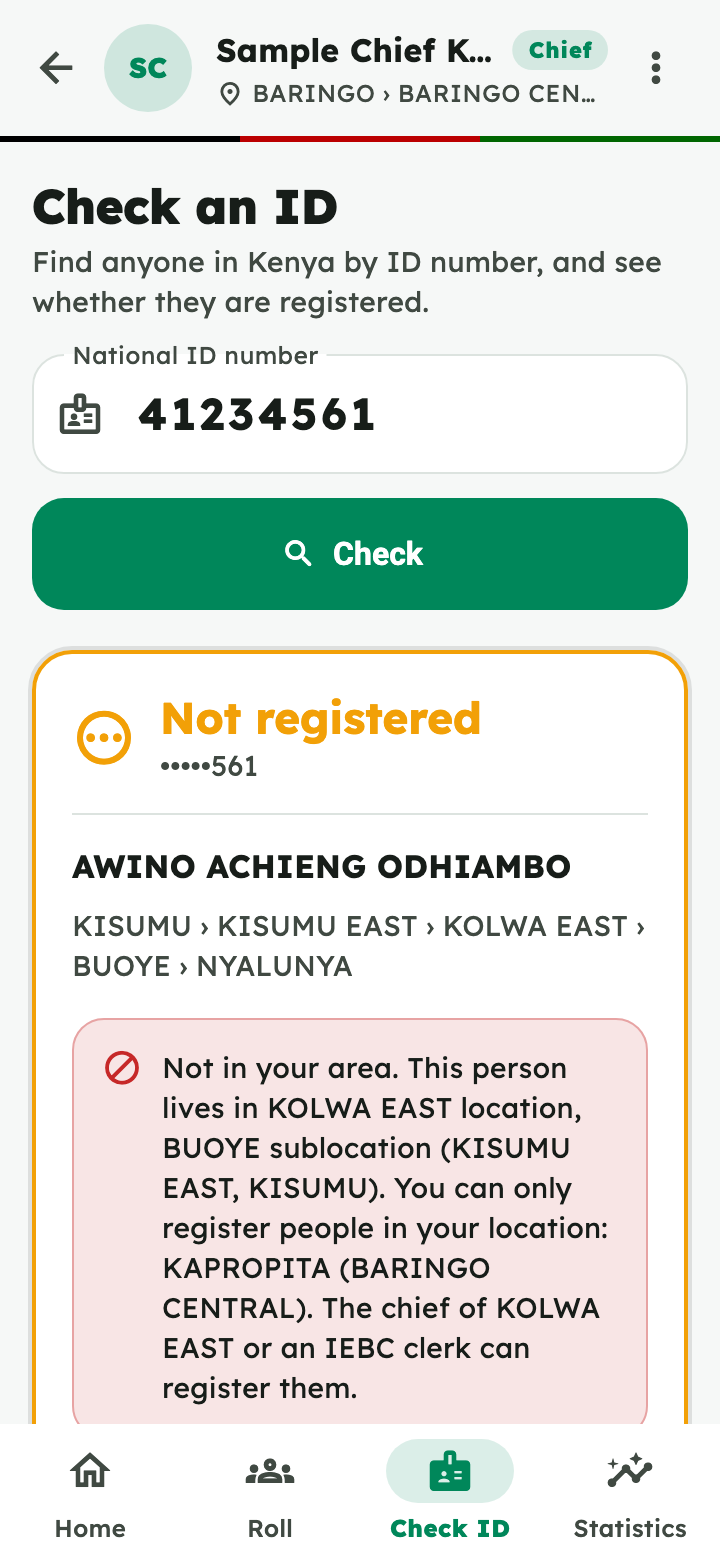 SC
Sample Chief K...
Chief
BARINGO › BARINGO CEN...
Check an ID
Find anyone in Kenya by ID number, and see
whether they are registered.
National ID number
41234561
Check
Not registered
•••••561
AWINO ACHIENG ODHIAMBO
KISUMU › KISUMU EAST › KOLWA EAST ›
BUOYE › NYALUNYA
Not in your area. This person
lives in KOLWA EAST location,
BUOYE sublocation (KISUMU
EAST, KISUMU). You can only
register people in your location:
KAPROPITA (BARINGO
CENTRAL). The chief of KOLWA
EAST or an IEBC clerk can
register them.
Home
Roll
Check ID
Statistics